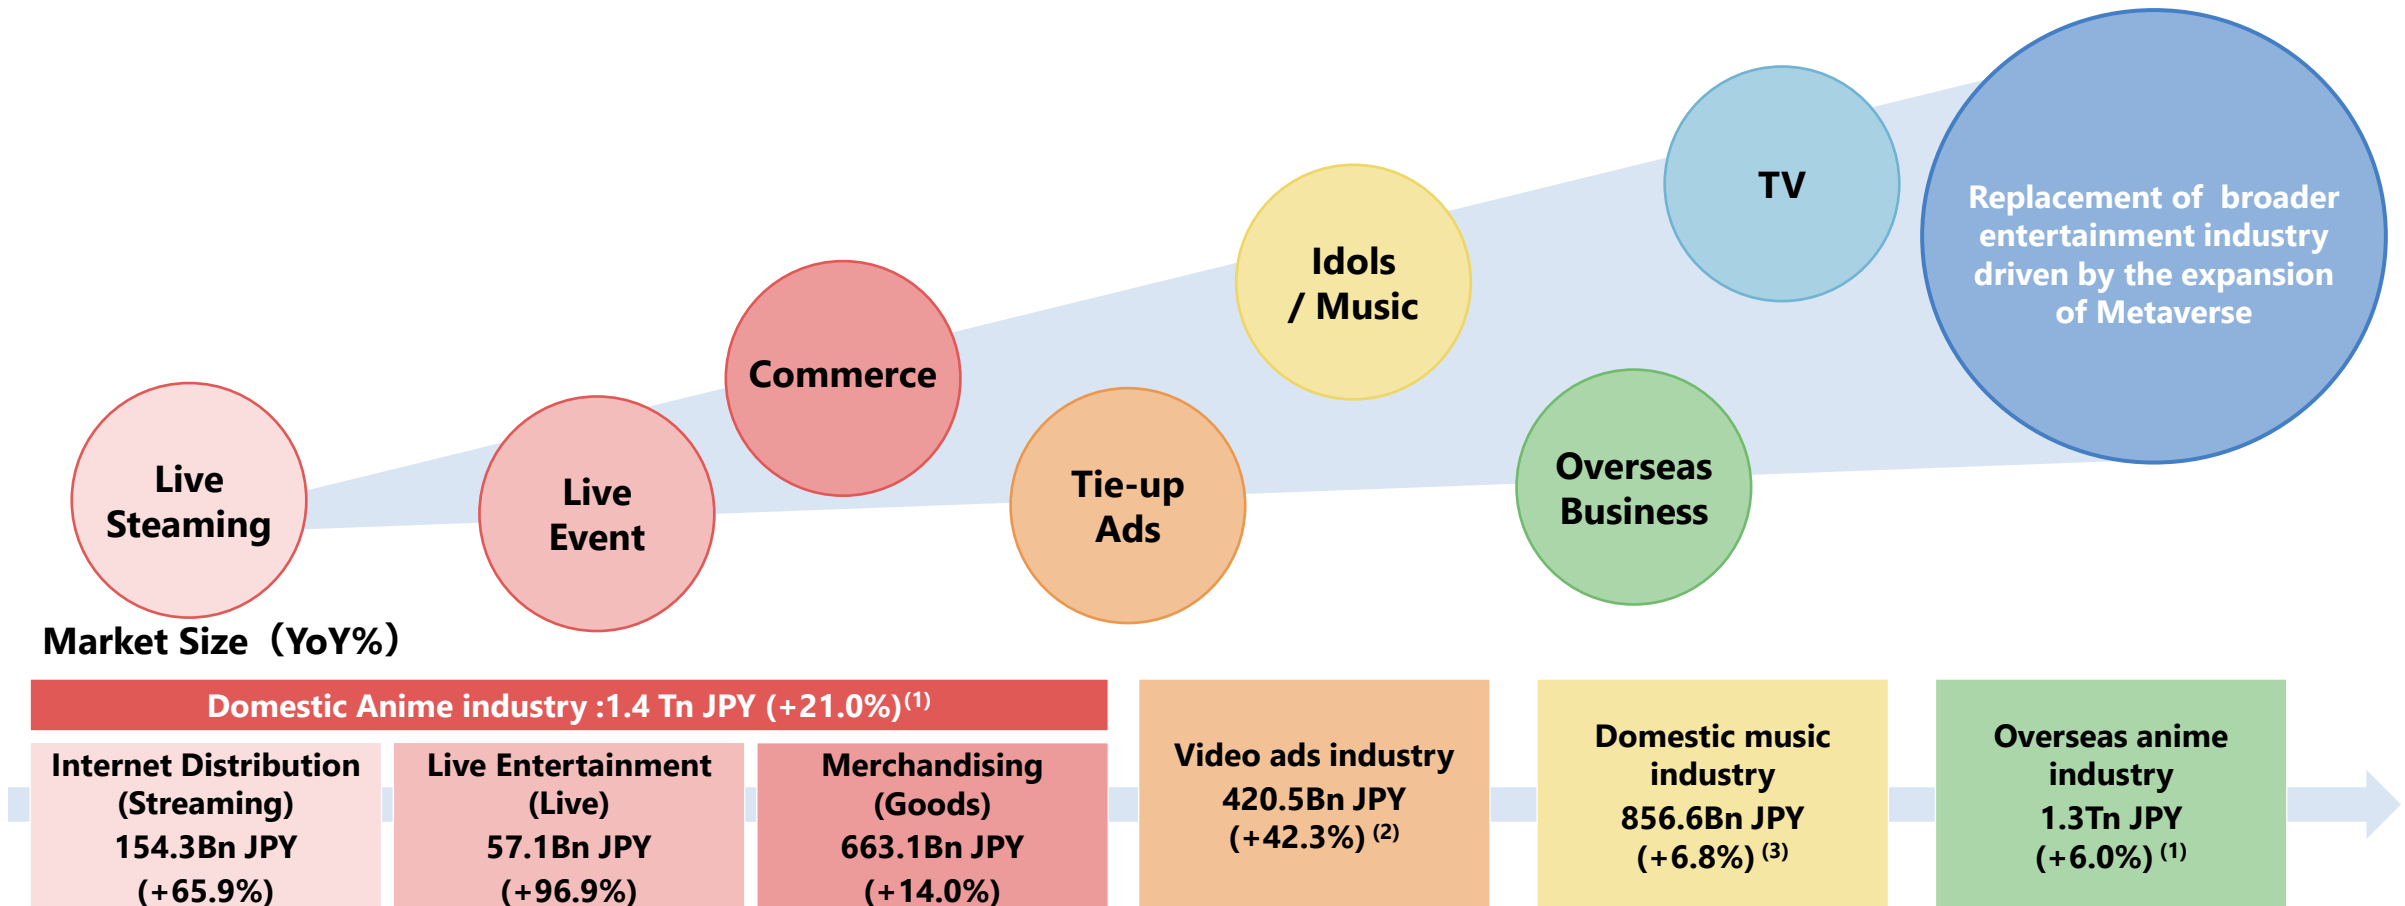 Live
Steaming
Live
Event
Commerce
Tie-up
Ads
Idols
/ Music
Overseas
Business
TV
Replacement of  broader
entertainment industry
driven by the expansion
of Metaverse
Market Size（YoY%）
Domestic Anime industry :1.4 Tn JPY (+21.0%)(1)
Internet Distribution
(Streaming)
154.3Bn JPY
(+65.9%)
Live Entertainment
(Live)
57.1Bn JPY
(+96.9%)
Merchandising
(Goods)
663.1Bn JPY
(+14.0%)
Video ads industry
420.5Bn JPY
(+42.3%) (2)
Domestic music
industry
856.6Bn JPY
(+6.8%) (3)
Overseas anime
industry
1.3Tn JPY
(+6.0%) (1)